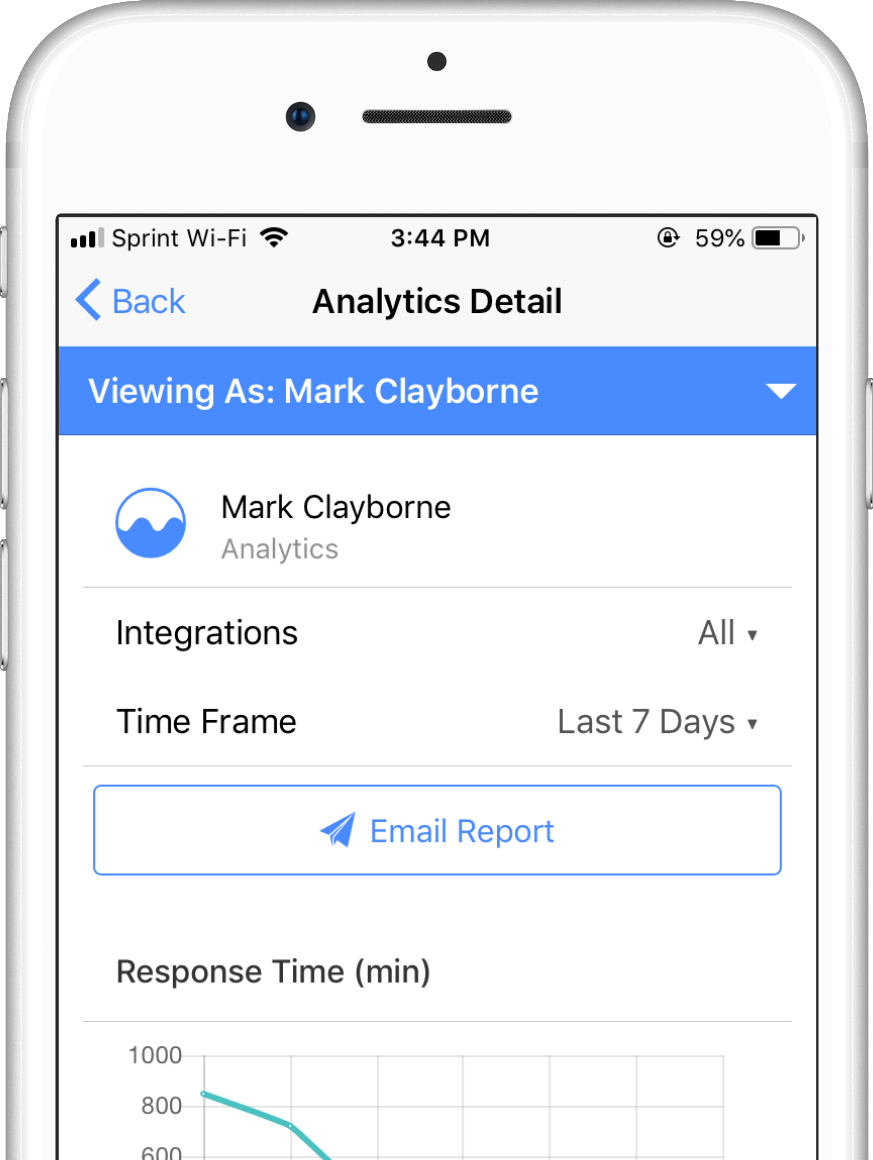 Sprint Wi-Fi 3:44 PM 59%
Back Analytics Detail
Viewing As: Mark Clayborne
Mark Clayborne
Analytics
Integrations All ▾
Time Frame Last 7 Days ▾
Email Report
Response Time (min)
1000
800
600